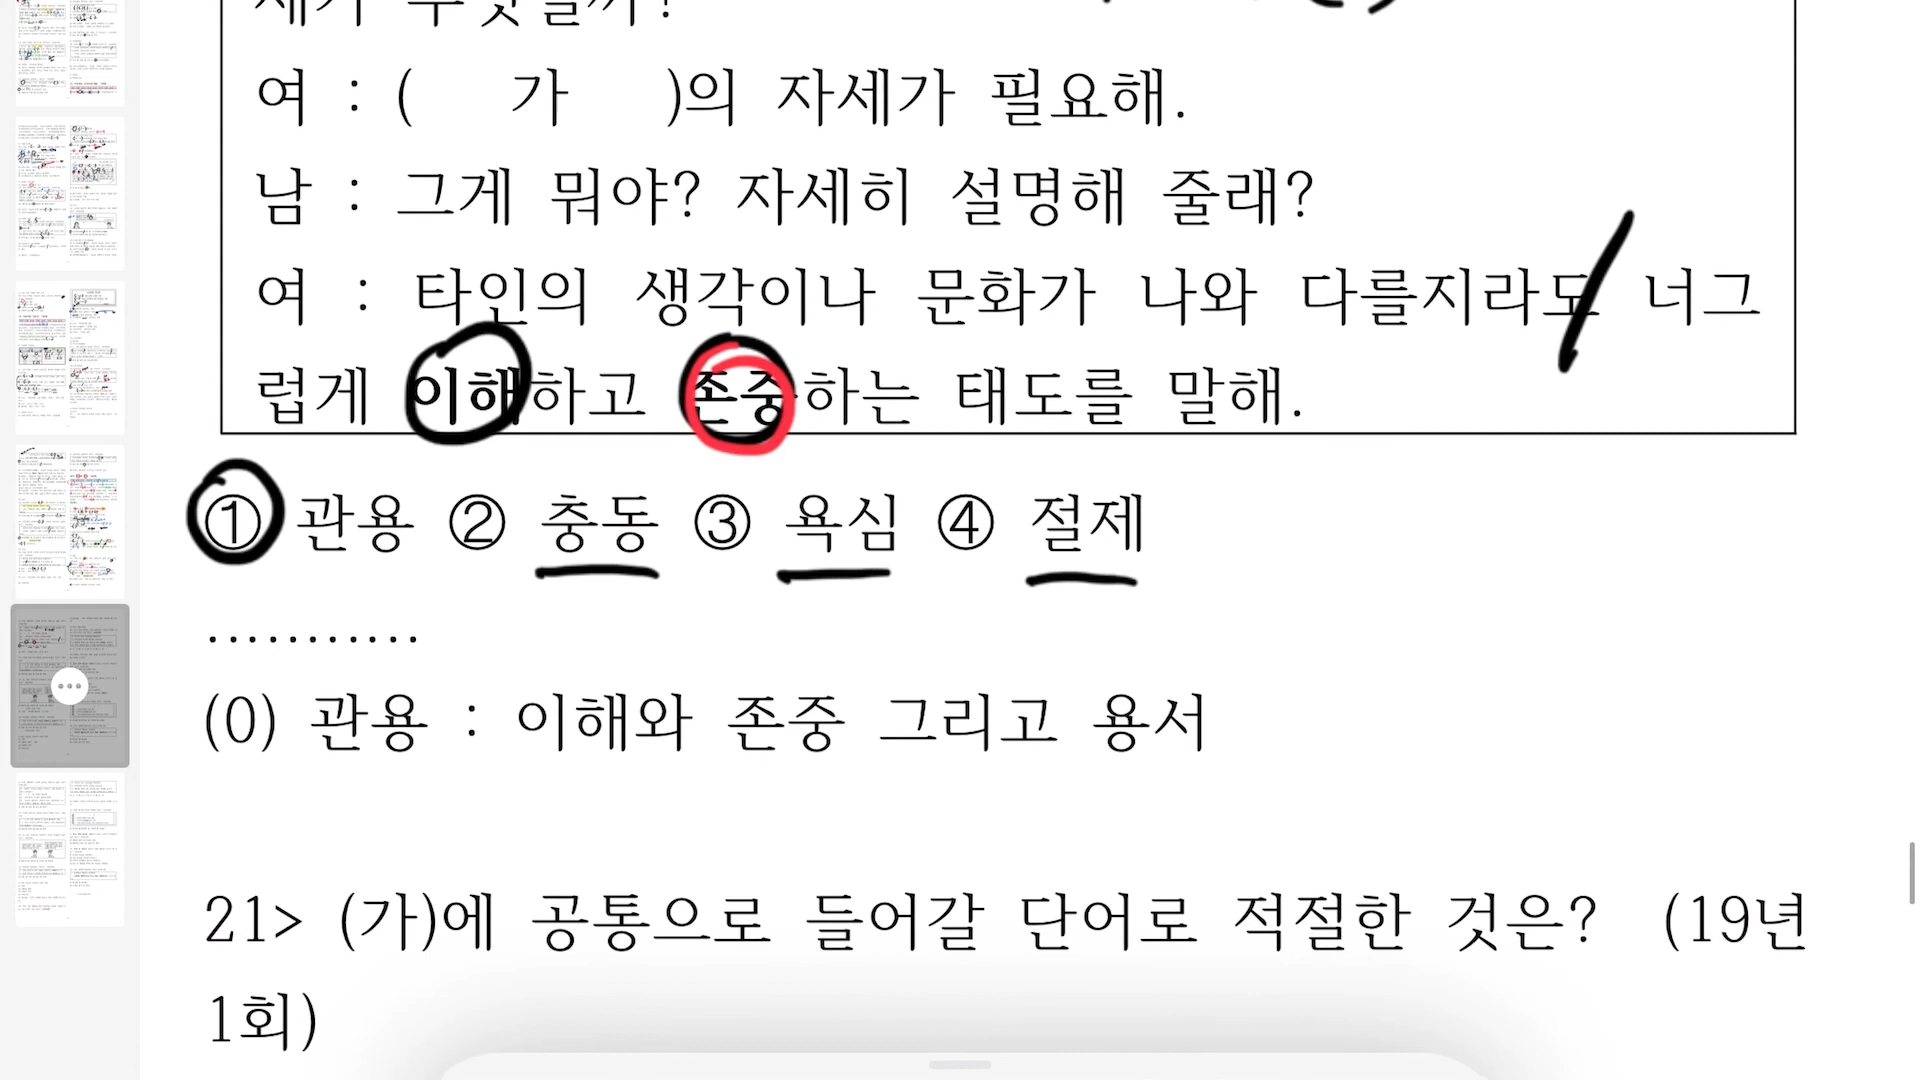 여 : ( 가 )의 자세가 필요해.
남 : 그게 뭐야? 자세히 설명해 줄래?
여 : 타인의 생각이나 문화가 나와 다를지라도 너그
럽게 이해하고 존중하는 태도를 말해.
① 관용 ② 충동 ③ 욕심 ④ 절제
...........
(0) 관용 : 이해와 존중 그리고 용서
21> (가)에 공통으로 들어갈 단어로 적절한 것은? (19년
1회)